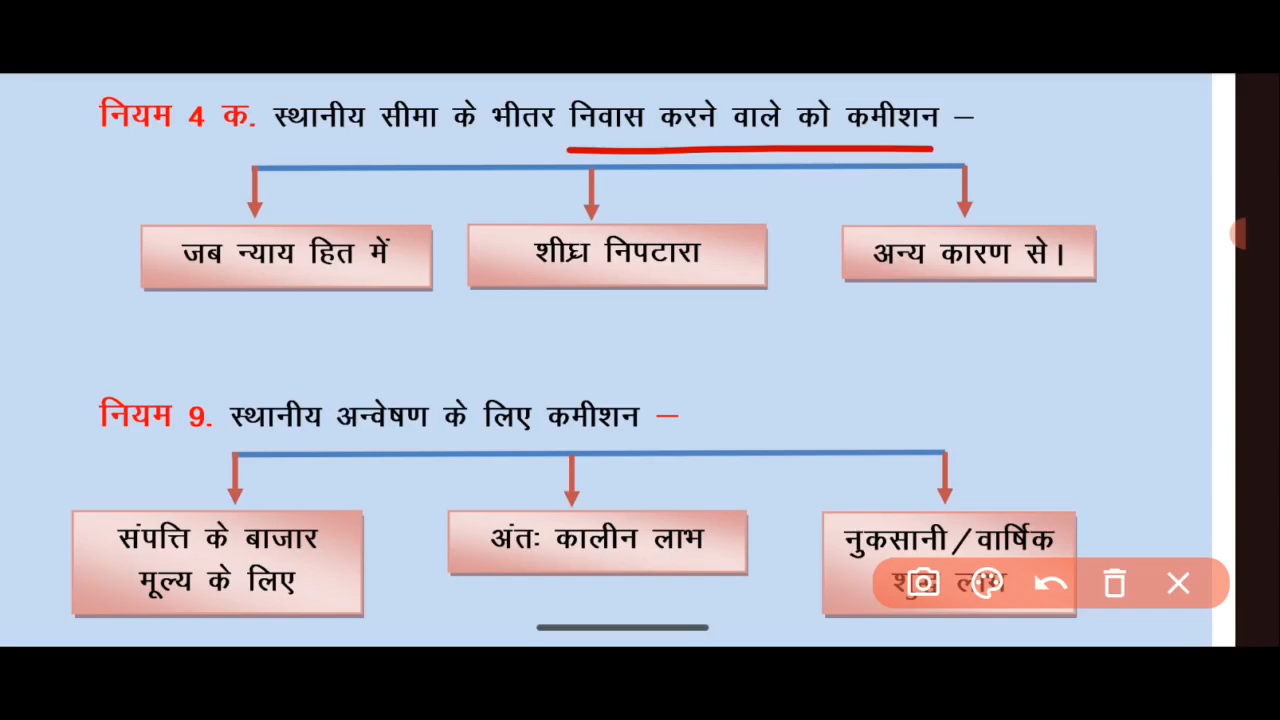 नियम 4 क. स्थानीय सीमा के भीतर निवास करने वाले को कमीशन –
जब न्याय हित में
शीघ्र निपटारा
अन्य कारण से।
नियम 9. स्थानीय अन्वेषण के लिए कमीशन –
संपत्ति के बाजार
मूल्य के लिए
अंतः कालीन लाभ
नुकसानी/वार्षिक
शुद्ध लाभ